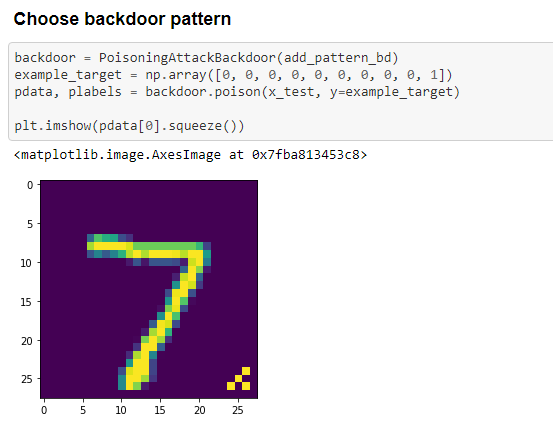 Choose backdoor pattern
backdoor = PoisoningAttackBackdoor(add_pattern_bd)
example_target = np.array([0, 0, 0, 0, 0, 0, 0, 0, 0, 1])
pdata, plabels = backdoor.poison(x_test, y=example_target)
plt.imshow(pdata[0].squeeze())
<matplotlib.image.AxesImage at 0x7fba813453c8>
0
5
10
15
20
25
0 5 10 15 20 25